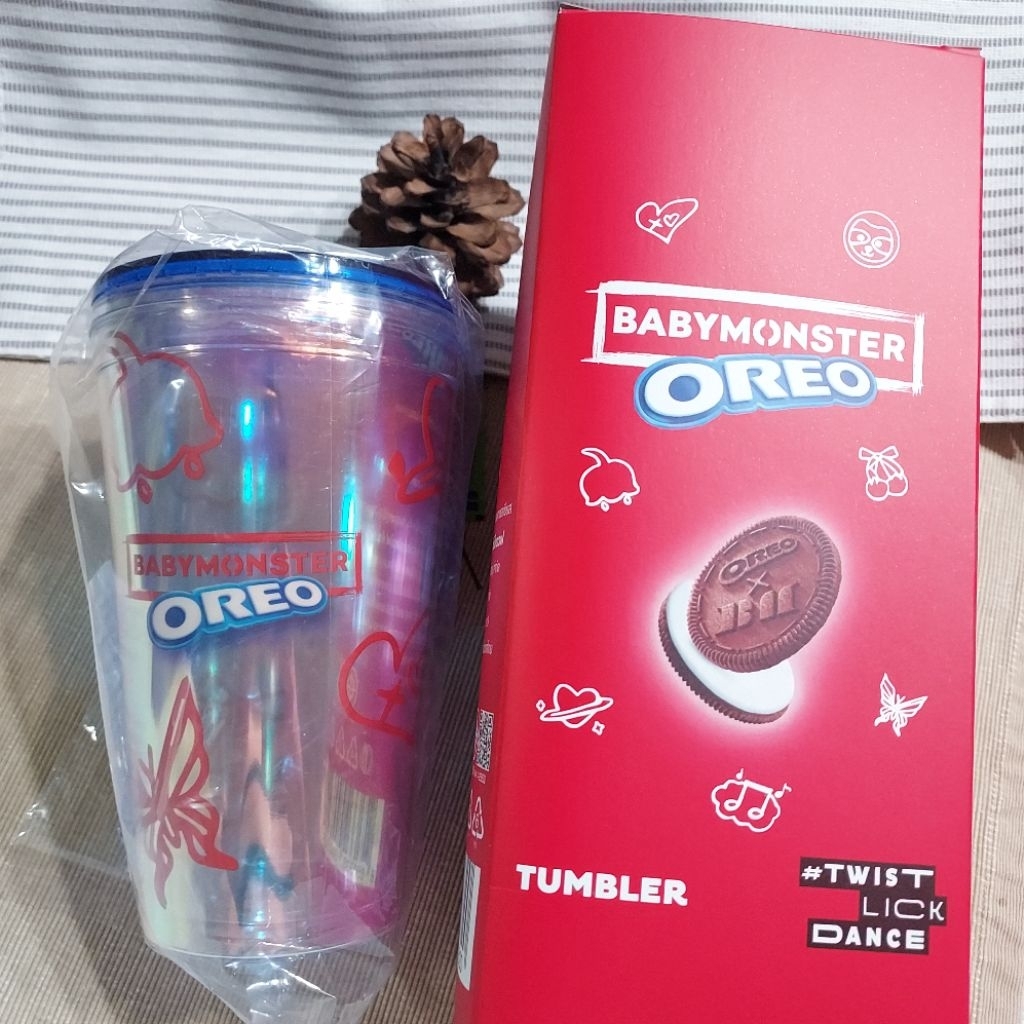 BABYMONSTER
OREO
BABYMONSTER
OREO
OREO
×
TUMBLER
#TWIST
LICK
DANCE